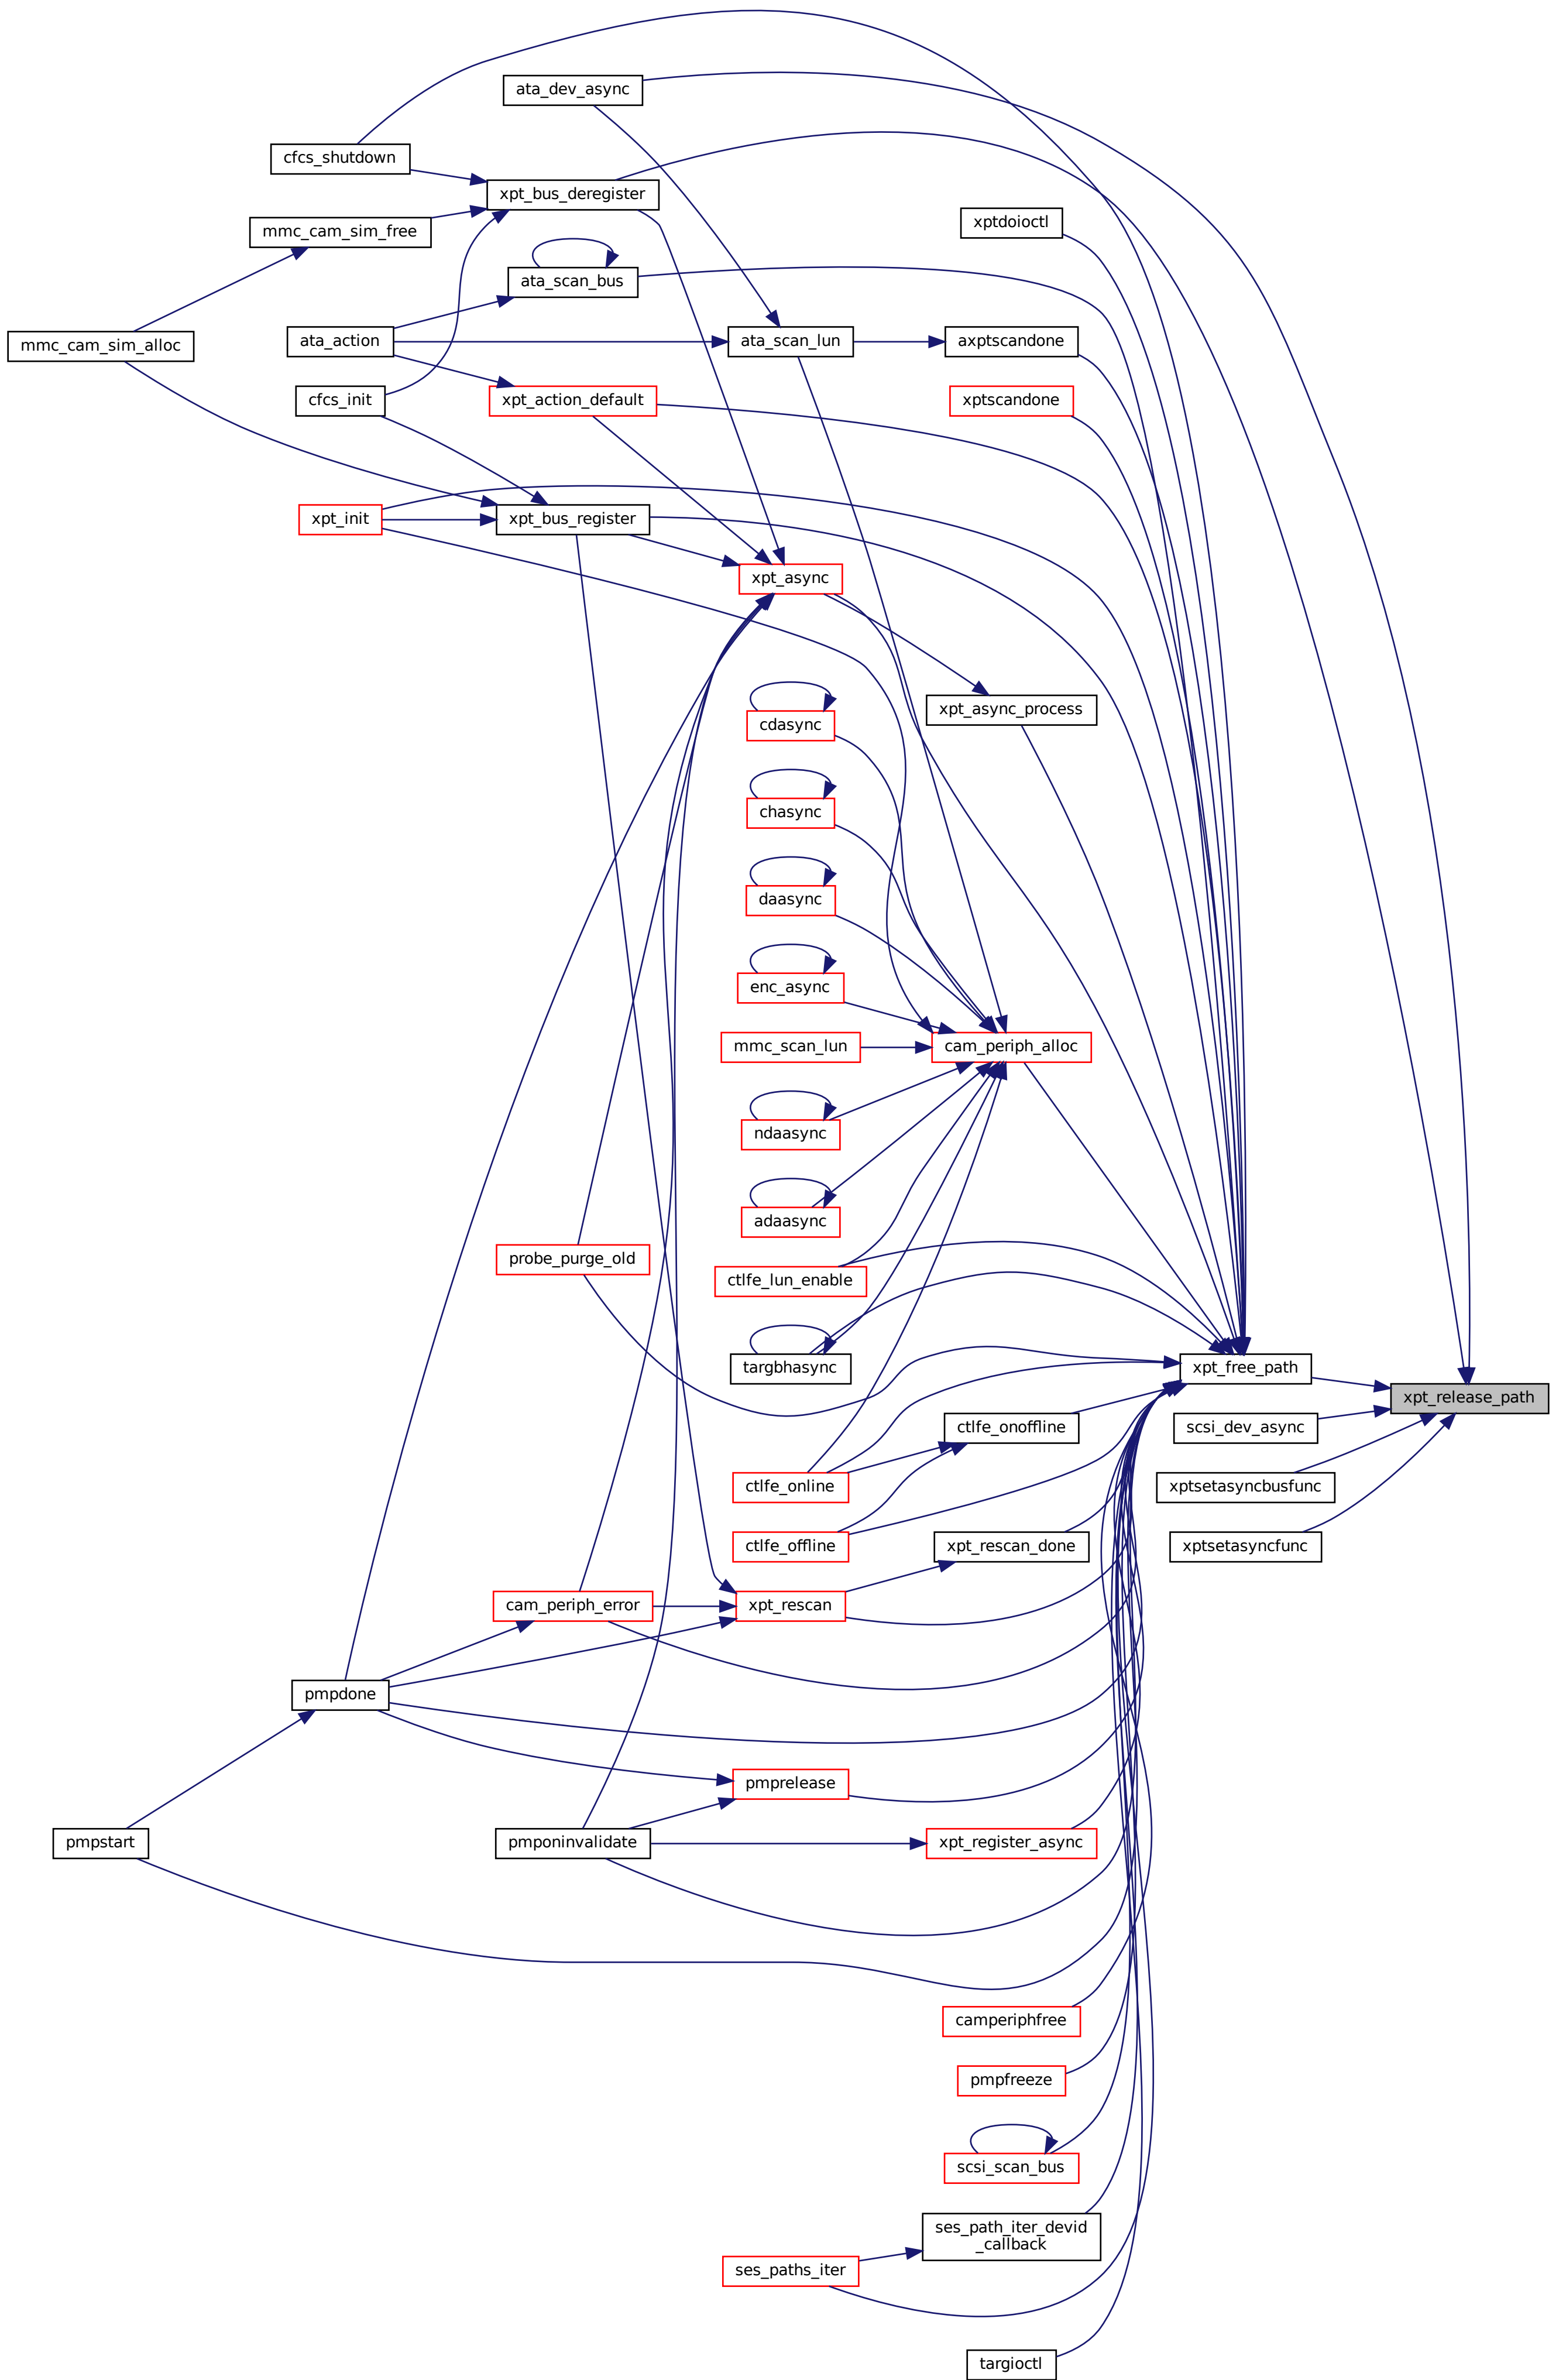 ata_dev_async
cfcs_shutdown
xpt_bus_deregister
xptdoioctl
mmc_cam_sim_free
ata_scan_bus
mmc_cam_sim_alloc
ata_action
ata_scan_lun
axptscandone
cfcs_init
xpt_action_default
xptscandone
xpt_init
xpt_bus_register
xpt_async
xpt_async_process
cdasync
chasync
daasync
enc_async
mmc_scan_lun
cam_periph_alloc
ndaasync
adaasync
probe_purge_old
ctlfe_lun_enable
targbhasync
xpt_free_path
xpt_release_path
ctlfe_onoffline
scsi_dev_async
ctlfe_online
xptsetasyncbusfunc
ctlfe_offline
xpt_rescan_done
xptsetasyncfunc
cam_periph_error
xpt_rescan
pmpdone
pmprelease
pmpstart
pmponinvalidate
xpt_register_async
camperiphfree
pmpfreeze
scsi_scan_bus
ses_path_iter_devid
_callback
ses_paths_iter
targioctl